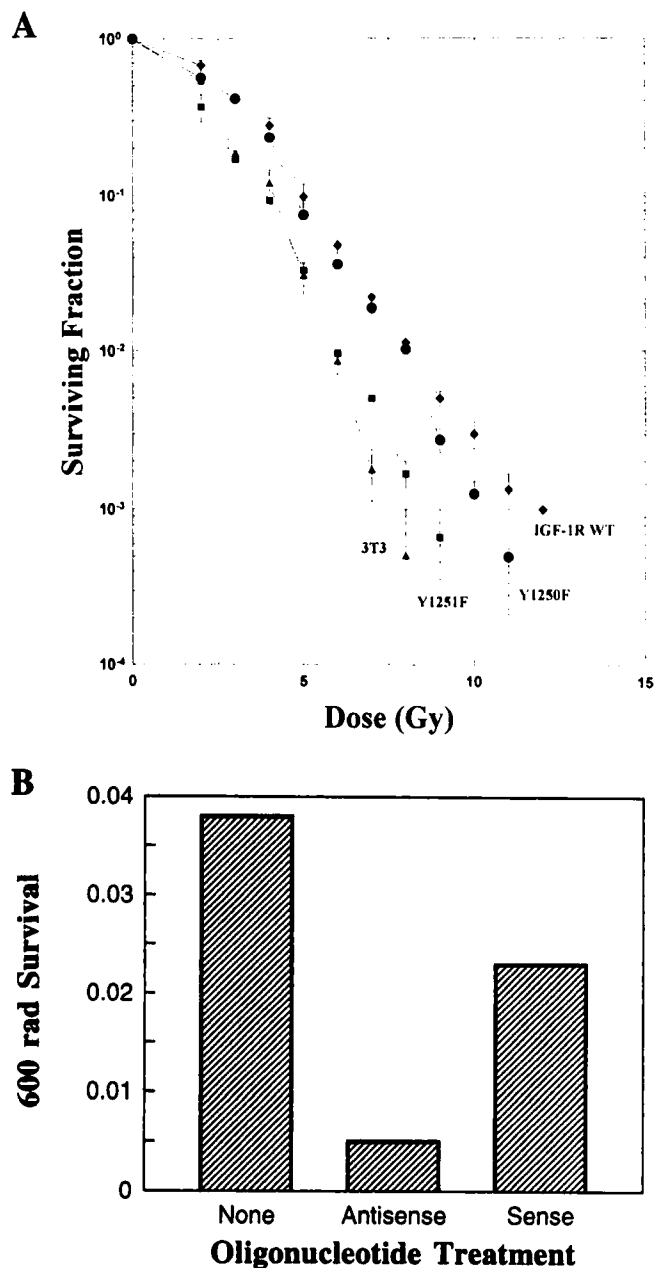 A
10⁰
10⁻¹
10⁻²
10⁻³
10⁻⁴
Surviving Fraction
3T3
Y1251F
Y1250F
IGF-1R WT
0
5
10
15
Dose (Gy)
B
0.04
0.03
0.02
0.01
0
600 rad Survival
None
Antisense
Sense
Oligonucleotide Treatment